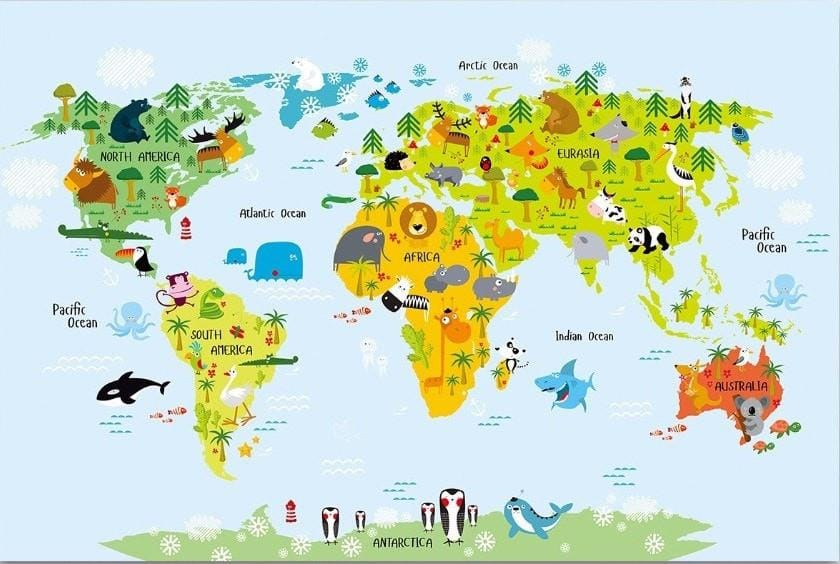 Arctic Ocean
NORTH AMERICA
EURASIA
Atlantic Ocean
Pacific
Ocean
AFRICA
Pacific
Ocean
SOUTH
AMERICA
Indian Ocean
AUSTRALIA
ANTARCTICA